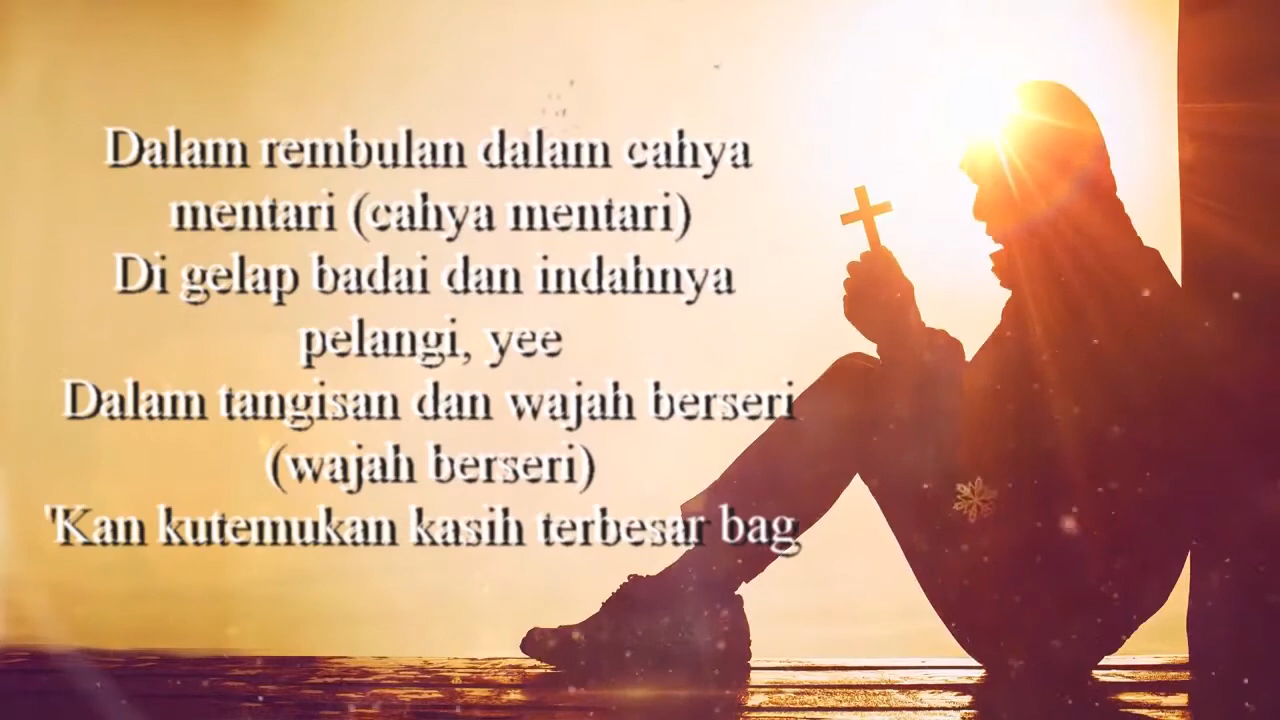 Dalam rembulan dalam cahya
mentari (cahya mentari)
Di gelap badai dan indahnya
pelangi, yee
Dalam tangisan dan wajah berseri
(wajah berseri)
'Kan kutemukan kasih terbesar bag